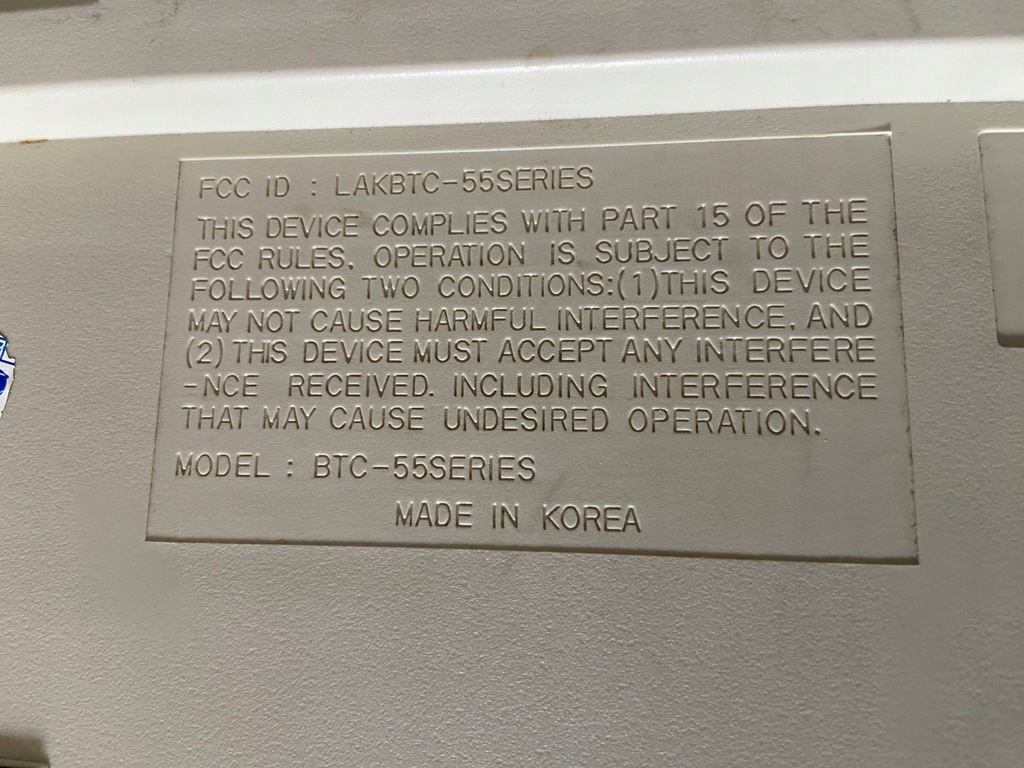 FCC ID : LAKBTC-55SERIES
THIS DEVICE COMPLIES WITH PART 15 OF THE
FCC RULES. OPERATION IS SUBJECT TO THE
FOLLOWING TWO CONDITIONS:(1)THIS DEVICE
MAY NOT CAUSE HARMFUL INTERFERENCE. AND
(2) THIS DEVICE MUST ACCEPT ANY INTERFERE
-NCE RECEIVED. INCLUDING INTERFERENCE
THAT MAY CAUSE UNDESIRED OPERATION.
MODEL : BTC-55SERIES
MADE IN KOREA